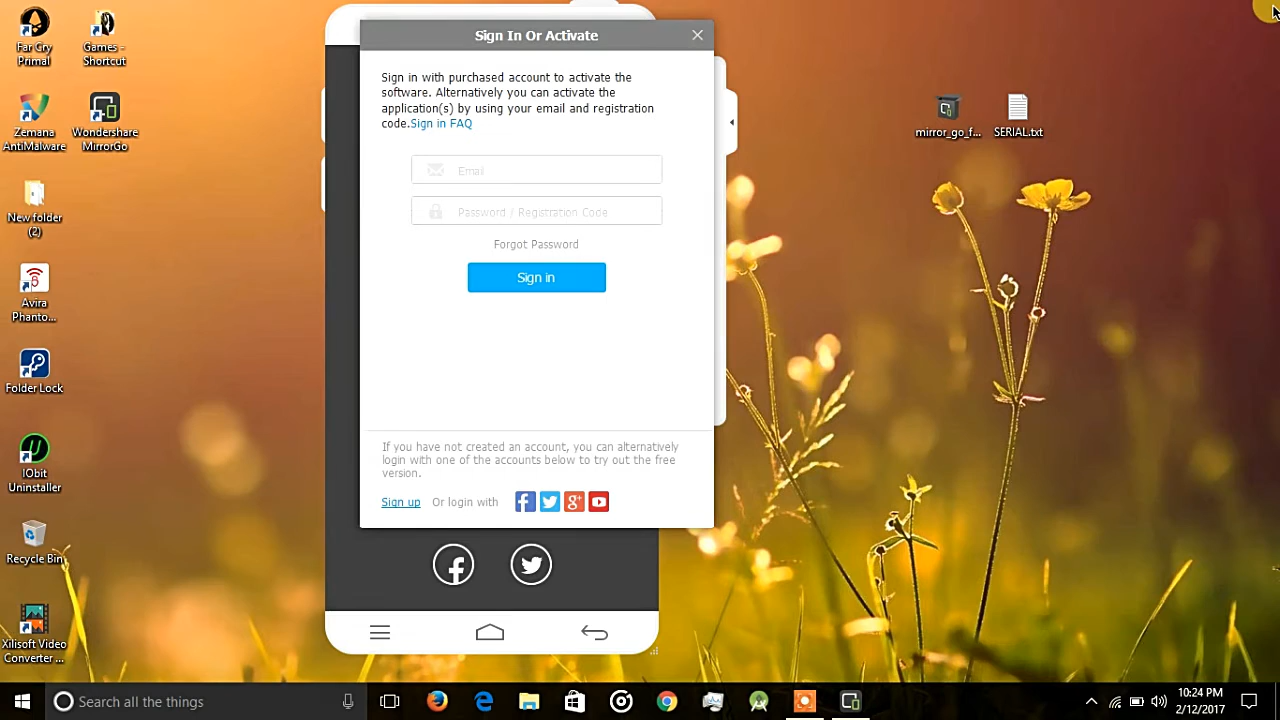 Far Cry
Primal
Games -
Shortcut
Zemana
AntiMalware
Wondershare
MirrorGo
New folder
(2)
Avira
Phanto...
Folder Lock
IObit
Uninstaller
Recycle Bin
Xilisoft Video
Converter ...
Sign In Or Activate
Sign in with purchased account to activate the
software. Alternatively you can activate the
application(s) by using your email and registration
code.Sign in FAQ
Email
Password / Registration Code
Forgot Password
Sign in
If you have not created an account, you can alternatively
login with one of the accounts below to try out the free
version.
Sign up Or login with
mirror_go_f...
SERIAL.txt
Search all the things
10:24 PM
2/12/2017